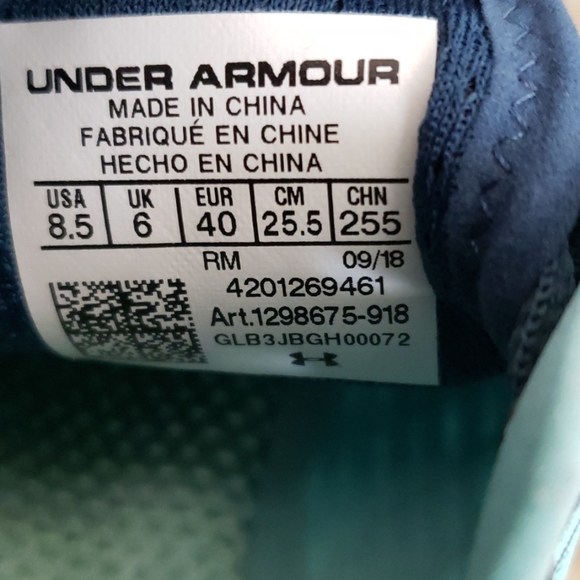 UNDER ARMOUR
MADE IN CHINA
FABRIQUÉ EN CHINE
HECHO EN CHINA
USA UK EUR CM CHN
8.5 6 40 25.5 255
RM 09/18
4201269461
Art.1298675-918
GLB3JBGH00072